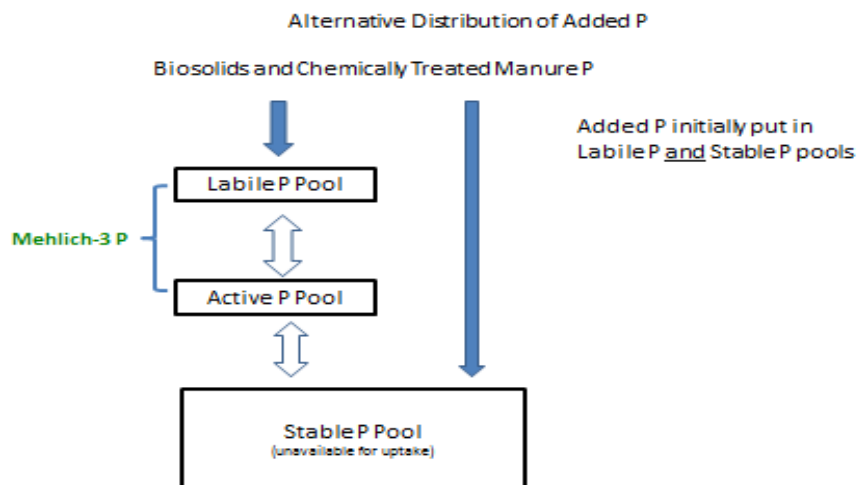 Alternative Distribution of Added P
Biosolids and Chemically Treated Manure P
Added P initially put in
Labile P and Stable P pools
Labile P Pool
Mehlich-3 P
Active P Pool
Stable P Pool
(unavailable for uptake)